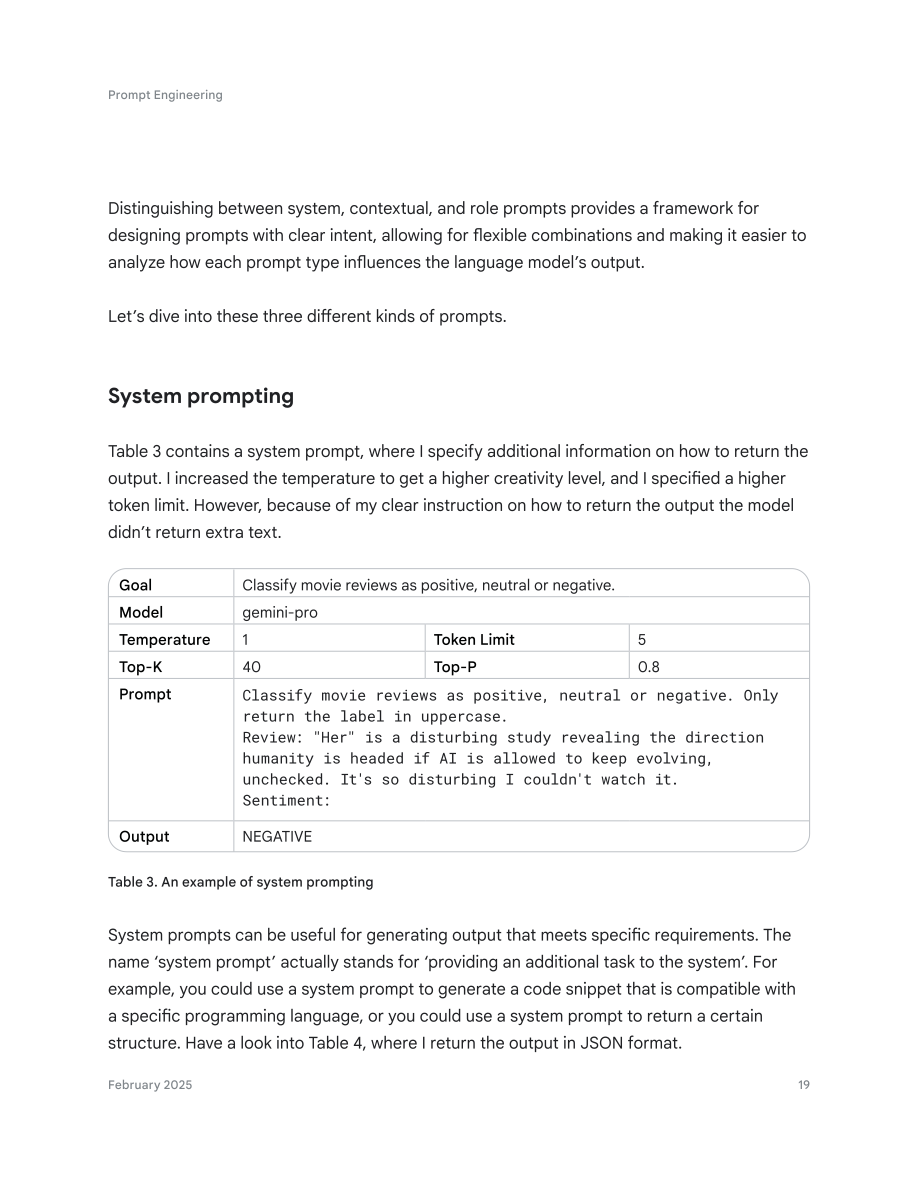 Prompt Engineering
Distinguishing between system, contextual, and role prompts provides a framework for
designing prompts with clear intent, allowing for flexible combinations and making it easier to
analyze how each prompt type influences the language model’s output.
Let’s dive into these three different kinds of prompts.
System prompting
Table 3 contains a system prompt, where I specify additional information on how to return the
output. I increased the temperature to get a higher creativity level, and I specified a higher
token limit. However, because of my clear instruction on how to return the output the model
didn’t return extra text.
Goal Classify movie reviews as positive, neutral or negative.
Model gemini-pro
Temperature 1 Token Limit 5
Top-K 40 Top-P 0.8
Prompt Classify movie reviews as positive, neutral or negative. Only
return the label in uppercase.
Review: "Her" is a disturbing study revealing the direction
humanity is headed if AI is allowed to keep evolving,
unchecked. It's so disturbing I couldn't watch it.
Sentiment:
Output NEGATIVE
Table 3. An example of system prompting
System prompts can be useful for generating output that meets specific requirements. The
name ‘system prompt’ actually stands for ‘providing an additional task to the system’. For
example, you could use a system prompt to generate a code snippet that is compatible with
a specific programming language, or you could use a system prompt to return a certain
structure. Have a look into Table 4, where I return the output in JSON format.
February 2025 19